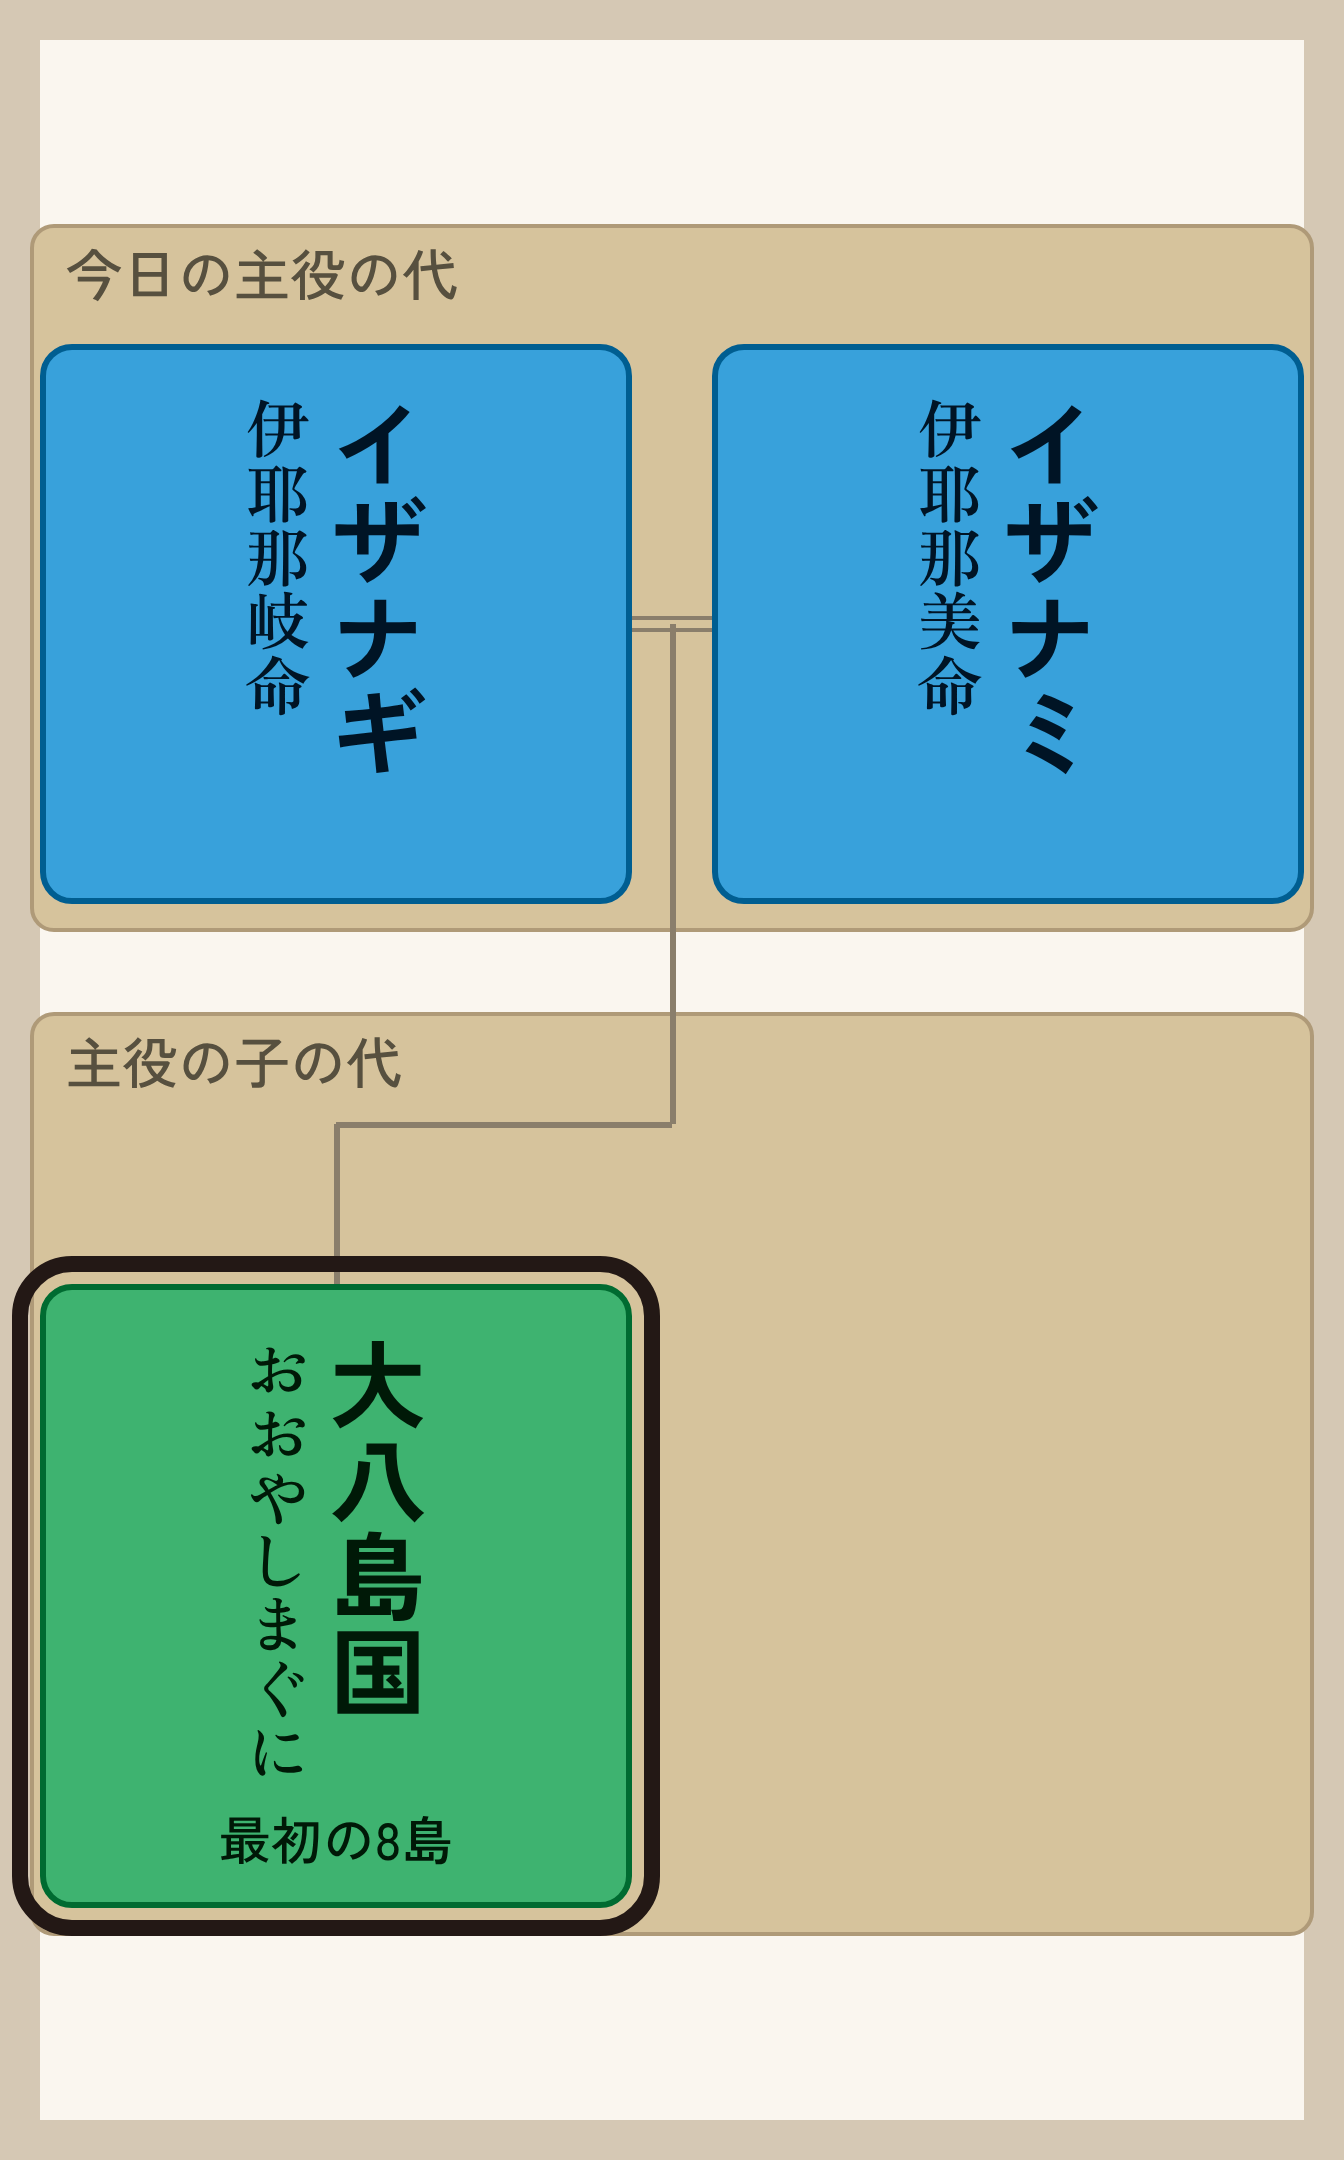 今日の主役の代
イザナギ
伊耶那岐命
イザナミ
伊耶那美命
主役の子の代
大八島国
おおやしまぐに
最初の8島